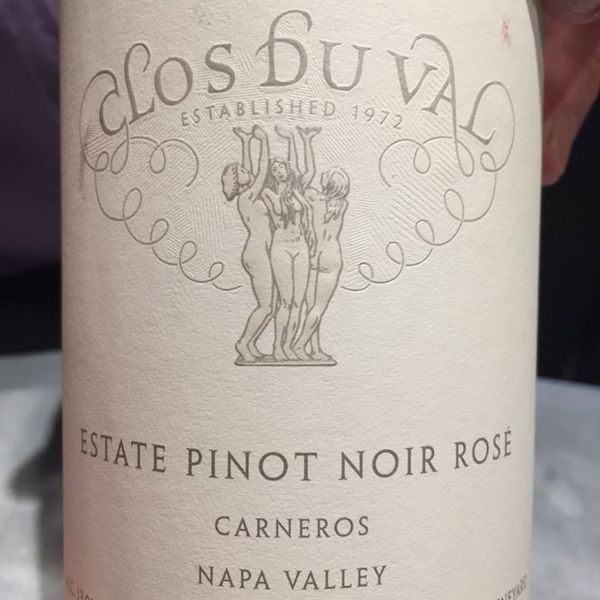 CLOS DU VAL
ESTABLISHED 1972
ESTATE PINOT NOIR ROSÉ
CARNEROS
NAPA VALLEY